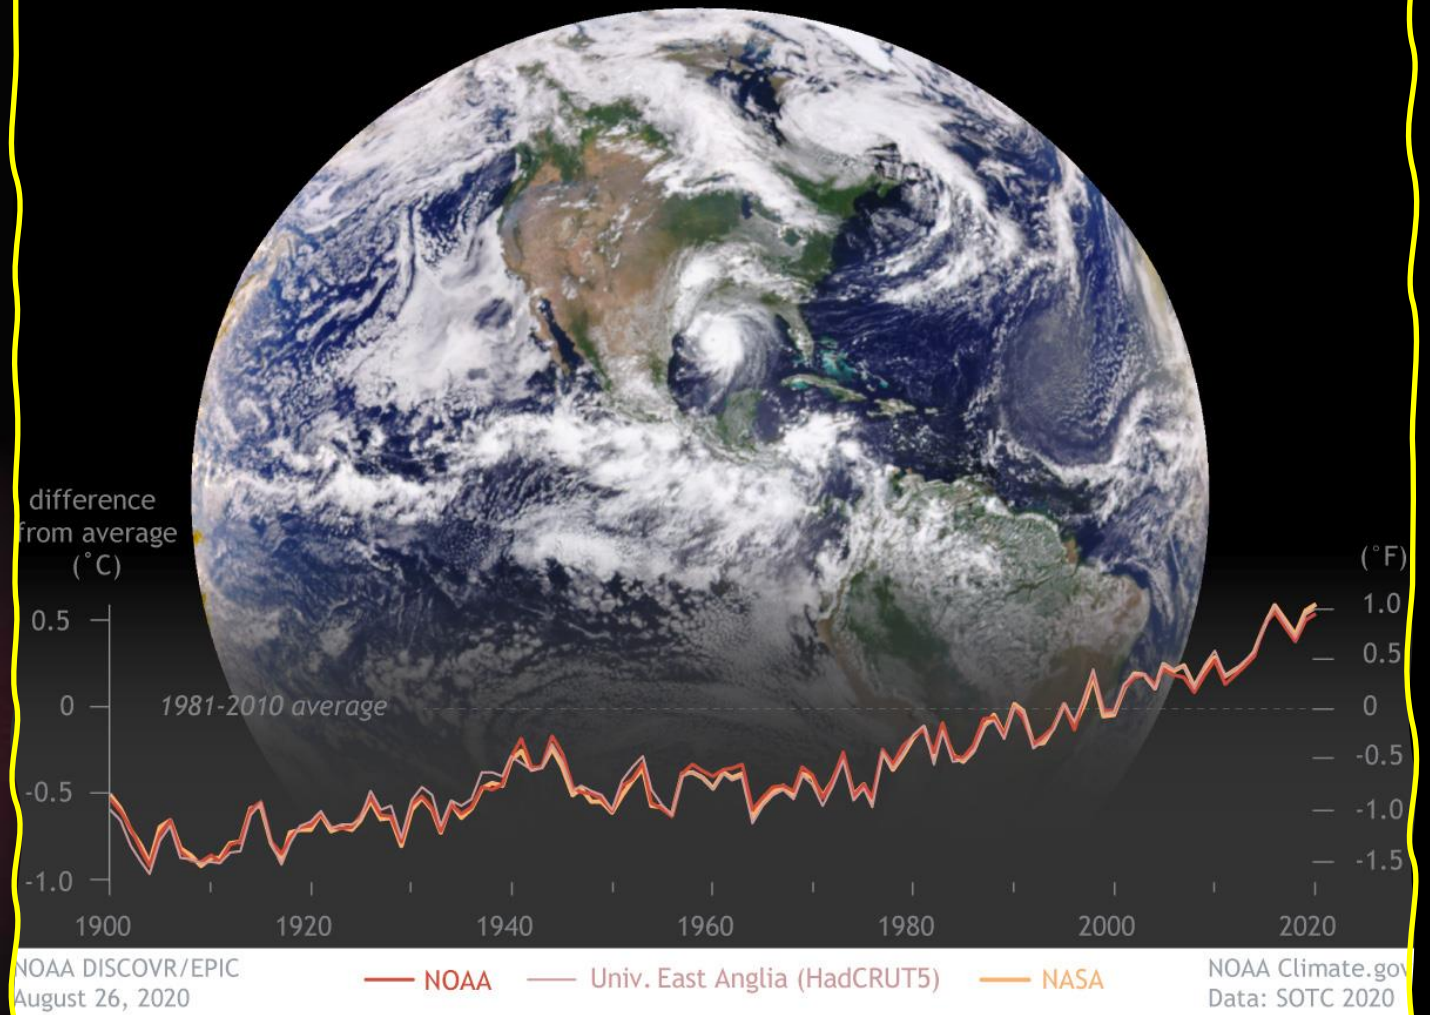 difference
from average
(˚C)
(˚F)
0.5
0
-0.5
-1.0
1981-2010 average
1.0
0.5
0
-0.5
-1.0
-1.5
1900 1920 1940 1960 1980 2000 2020
NOAA DISCOVR/EPIC
August 26, 2020
NOAA
Univ. East Anglia (HadCRUT5)
NASA
NOAA Climate.gov
Data: SOTC 2020